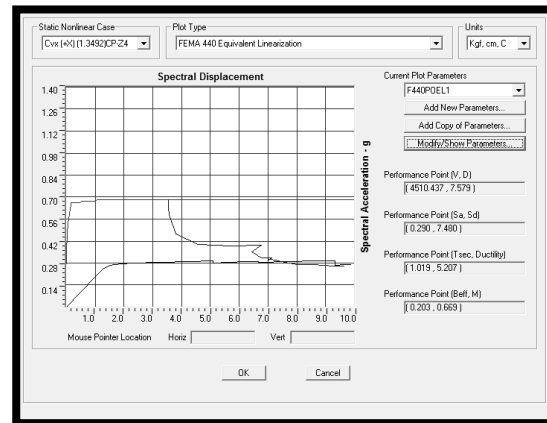 Static Nonlinear Case
Cvx (+X) (1.3492)CP-Z4
Plot Type
FEMA 440 Equivalent Linearization
Units
Kgf, cm, C
Spectral Displacement
1.40
1.26
1.12
0.98
0.84
0.70
0.56
0.42
0.28
0.14
1.0 2.0 3.0 4.0 5.0 6.0 7.0 8.0 9.0 10.0
Spectral Acceleration - g
Mouse Pointer Location Horiz Vert
Current Plot Parameters
F440POEL1
Add New Parameters...
Add Copy of Parameters...
Modify/Show Parameters...
Performance Point (V, D)
( 4510.437 , 7.579 )
Performance Point (Sa, Sd)
( 0.290 , 7.480 )
Performance Point (Tsec, Ductility)
( 1.019 , 5.207 )
Performance Point (Beff, M)
( 0.203 , 0.669 )
OK Cancel